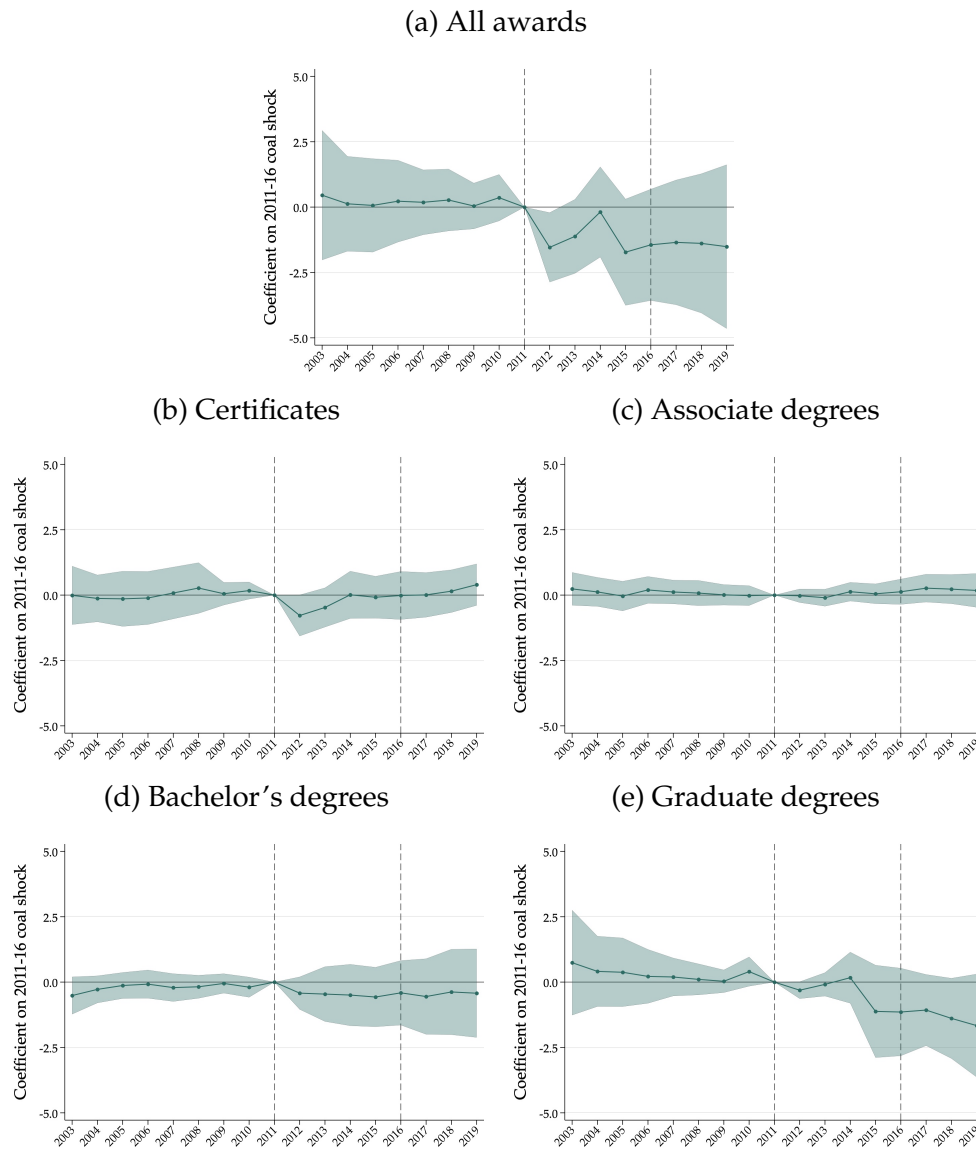 (a) All awards
Coefficient on 2011-16 coal shock
5.0
2.5
0.0
-2.5
-5.0
2003 2004 2005 2006 2007 2008 2009 2010 2011 2012 2013 2014 2015 2016 2017 2018 2019
(b) Certificates
Coefficient on 2011-16 coal shock
5.0
2.5
0.0
-2.5
-5.0
2003 2004 2005 2006 2007 2008 2009 2010 2011 2012 2013 2014 2015 2016 2017 2018 2019
(c) Associate degrees
Coefficient on 2011-16 coal shock
5.0
2.5
0.0
-2.5
-5.0
2003 2004 2005 2006 2007 2008 2009 2010 2011 2012 2013 2014 2015 2016 2017 2018 2019
(d) Bachelor's degrees
Coefficient on 2011-16 coal shock
5.0
2.5
0.0
-2.5
-5.0
2003 2004 2005 2006 2007 2008 2009 2010 2011 2012 2013 2014 2015 2016 2017 2018 2019
(e) Graduate degrees
Coefficient on 2011-16 coal shock
5.0
2.5
0.0
-2.5
-5.0
2003 2004 2005 2006 2007 2008 2009 2010 2011 2012 2013 2014 2015 2016 2017 2018 2019